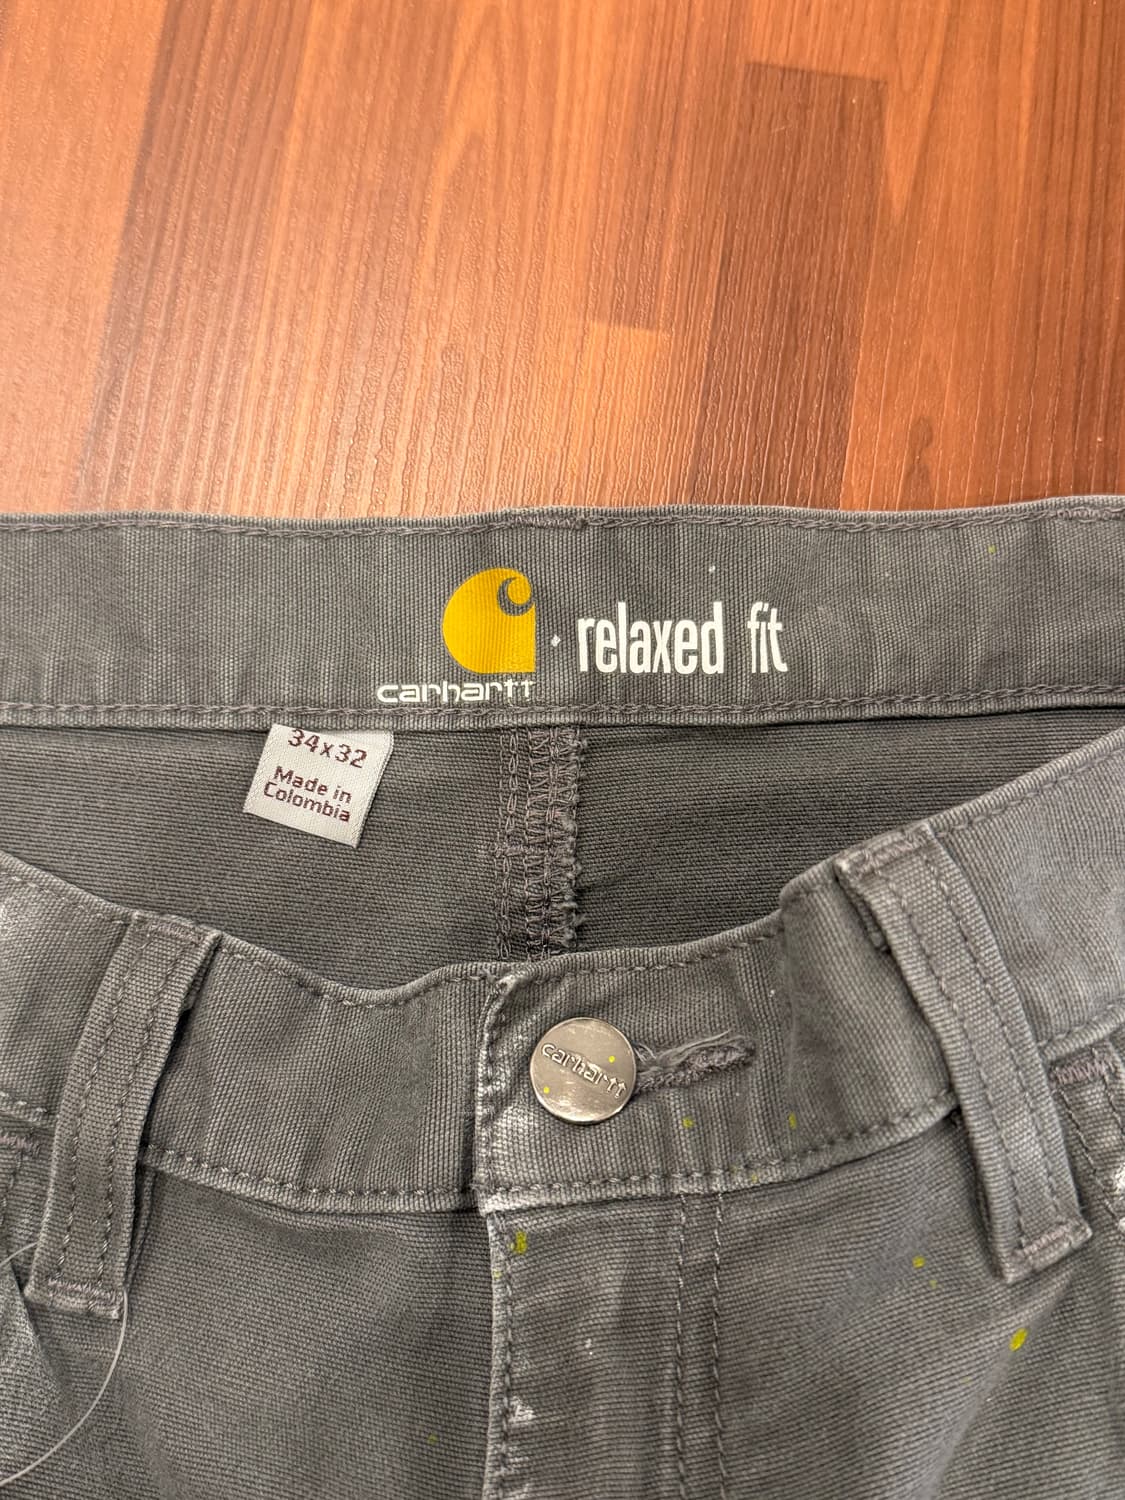 relaxed fit
carhartt
34x32
Made in
Colombia
carhartt